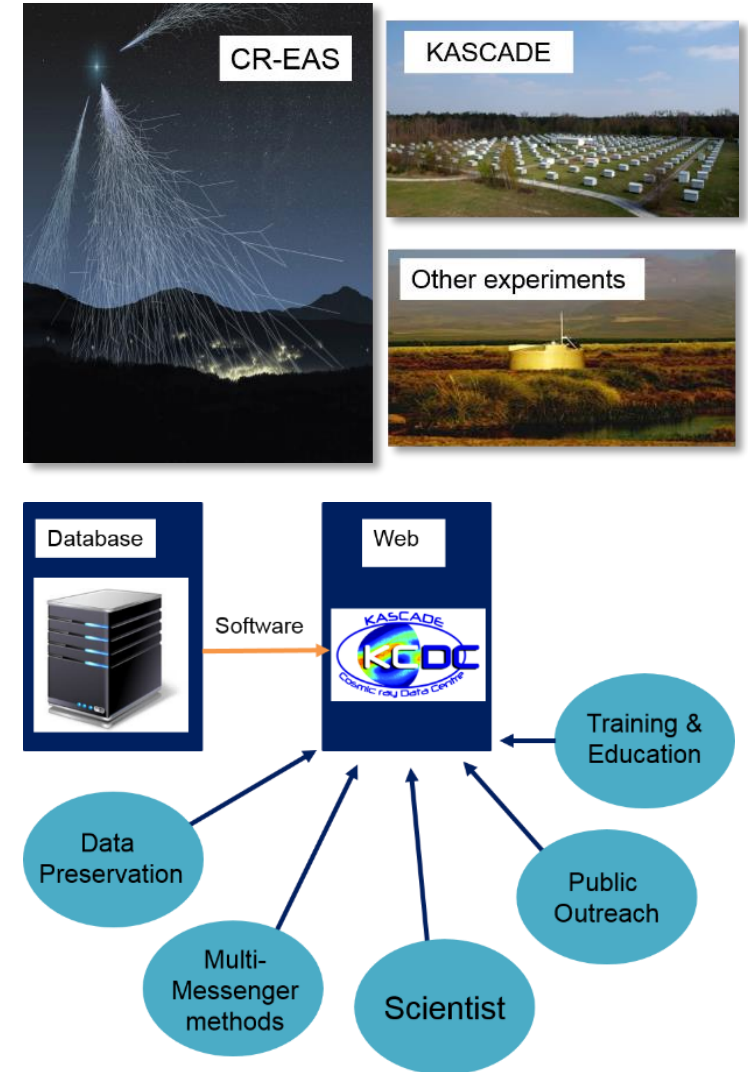 CR-EAS
KASCADE
Other experiments
Database
Software
Web
KASCADE
KCDC
Cosmic ray Data Centre
Training &
Education
Data
Preservation
Public
Outreach
Multi-
Messenger
methods
Scientist